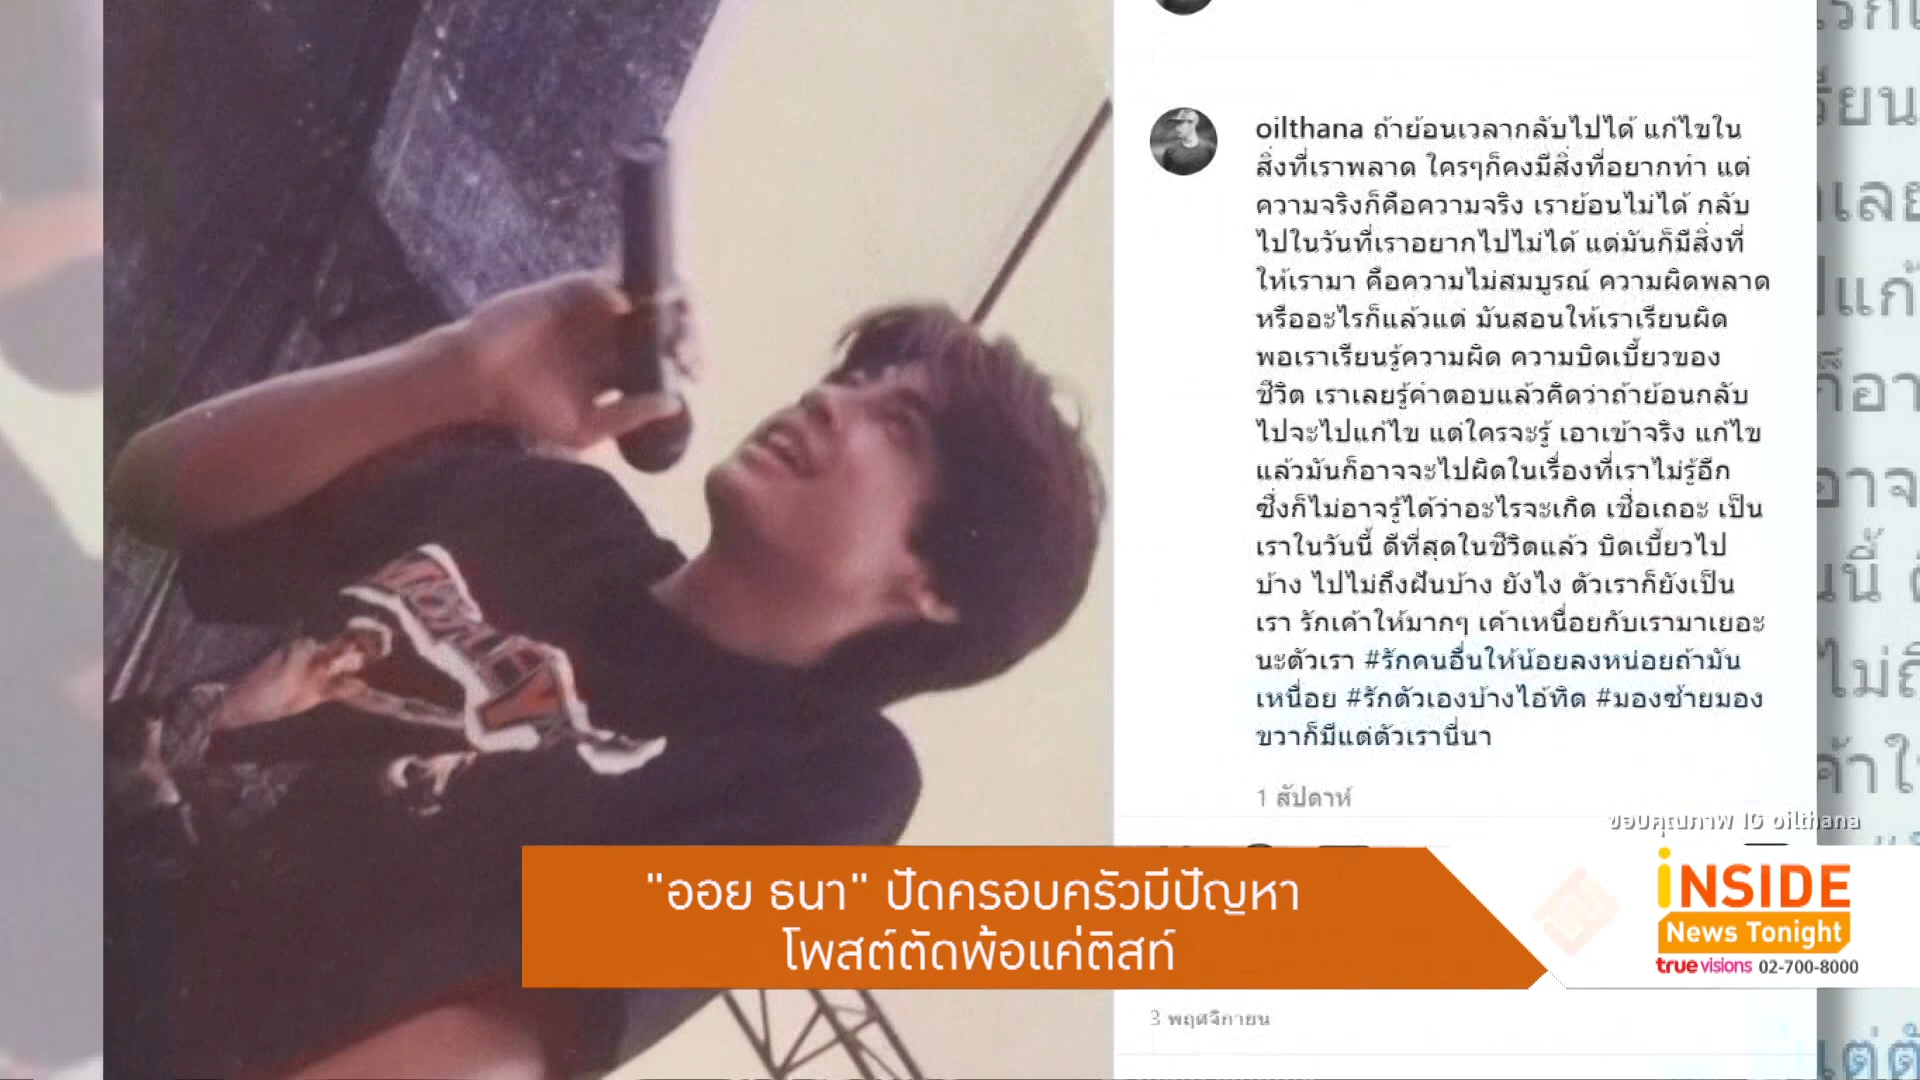 oilthana ถ้าย้อนเวลากลับไปได้ แก้ไขใน
สิ่งที่เราพลาด ใครๆก็คงมีสิ่งที่อยากทำ แต่
ความจริงก็คือความจริง เราย้อนไม่ได้ กลับ
ไปในวันที่เราอยากไปไม่ได้ แต่มันก็มีสิ่งที่
ให้เรามา คือความไม่สมบูรณ์ ความผิดพลาด
หรืออะไรก็แล้วแต่ มันสอนให้เราเรียนผิด
พอเราเรียนรู้ความผิด ความบิดเบี้ยวของ
ชีวิต เราเลยรู้คำตอบแล้วคิดว่าถ้าย้อนกลับ
ไปจะไปแก้ไข แต่ใครจะรู้ เอาเข้าจริง แก้ไข
แล้วมันก็อาจจะไปผิดในเรื่องที่เราไม่รู้อีก
ซึ่งก็ไม่อาจรู้ได้ว่าอะไรจะเกิด เชื่อเถอะ เป็น
เราในวันนี้ ดีที่สุดในชีวิตแล้ว บิดเบี้ยวไป
บ้าง ไปไม่ถึงฝันบ้าง ยังไง ตัวเราก็ยังเป็น
เรา รักเค้าให้มากๆ เค้าเหนื่อยกับเรามาเยอะ
นะตัวเรา #รักคนอื่นให้น้อยลงหน่อยถ้ามัน
เหนื่อย #รักตัวเองบ้างไอ้ทิด #มองซ้ายมอง
ขวาก็มีแต่ตัวเรานี่นา
1 สัปดาห์
ขอบคุณภาพ IG oilthana
"ออย ธนา" ปัดครอบครัวมีปัญหา
โพสต์ตัดพ้อแค่ติสท์
iNSIDE
News Tonight
truevisions 02-700-8000
3 พฤศจิกายน